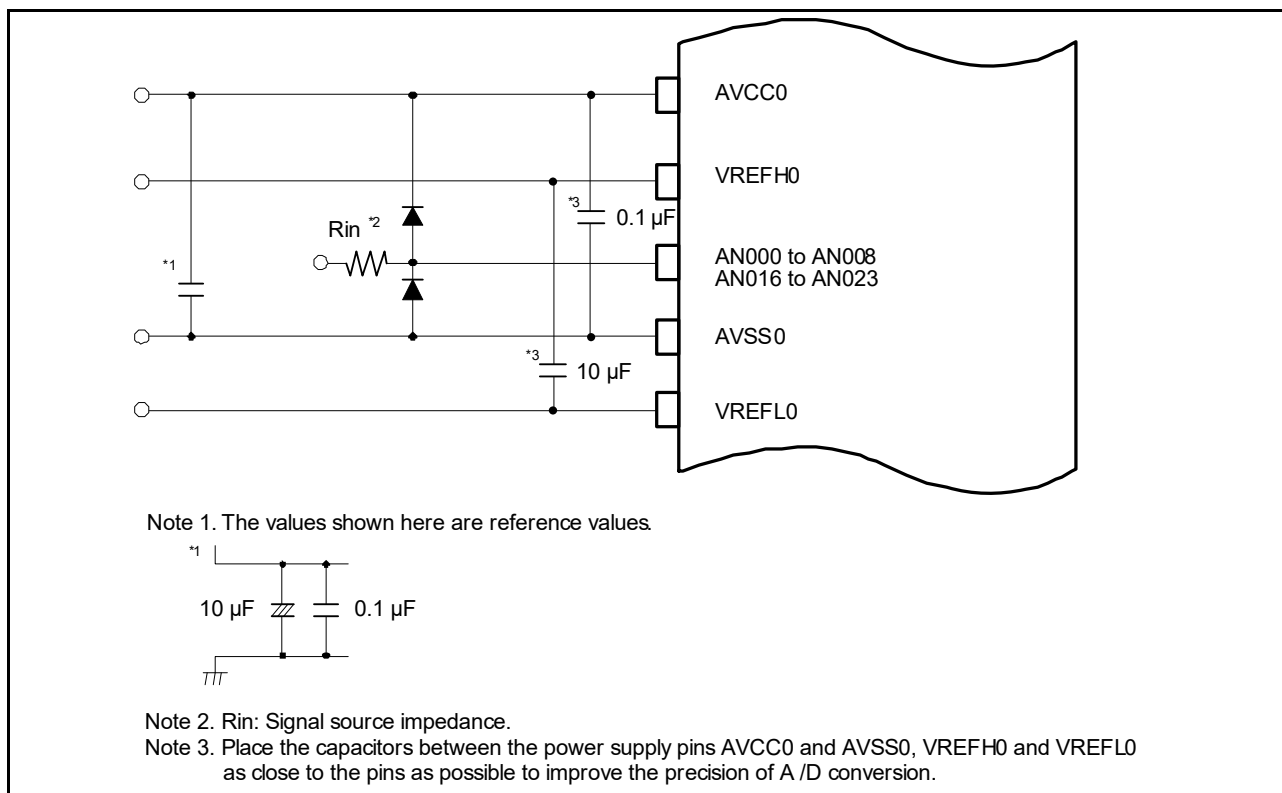 AVCC0
VREFH0
*3
0.1 µF
Rin *2
AN000 to AN008
AN016 to AN023
*1
AVSS0
*3
10 µF
VREFL0
Note 1. The values shown here are reference values.
*1
10 µF
0.1 µF
Note 2. Rin: Signal source impedance.
Note 3. Place the capacitors between the power supply pins AVCC0 and AVSS0, VREFH0 and VREFL0
as close to the pins as possible to improve the precision of A /D conversion.